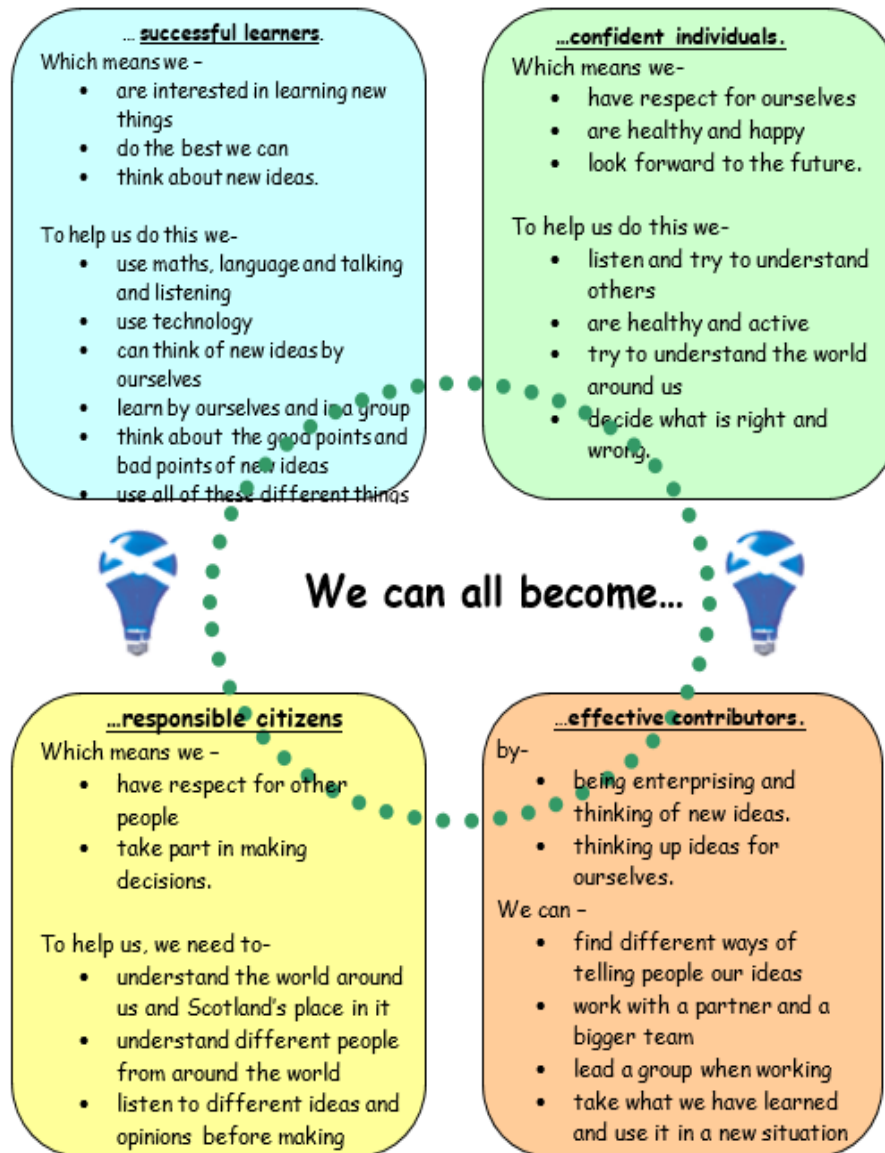 ... successful learners.
Which means we –
• are interested in learning new
things
• do the best we can
• think about new ideas.
To help us do this we-
• use maths, language and talking
and listening
• use technology
• can think of new ideas by
ourselves
• learn by ourselves and in a group
• think about the good points and
bad points of new ideas
• use all of these different things
...confident individuals.
Which means we-
• have respect for ourselves
• are healthy and happy
• look forward to the future.
To help us do this we-
• listen and try to understand
others
• are healthy and active
• try to understand the world
around us
• decide what is right and
wrong.
We can all become...
...responsible citizens
Which means we –
• have respect for other
people
• take part in making
decisions.
To help us, we need to-
• understand the world around
us and Scotland's place in it
• understand different people
from around the world
• listen to different ideas and
opinions before making
...effective contributors.
by-
• being enterprising and
thinking of new ideas.
• thinking up ideas for
ourselves.
We can –
• find different ways of
telling people our ideas
• work with a partner and a
bigger team
• lead a group when working
• take what we have learned
and use it in a new situation